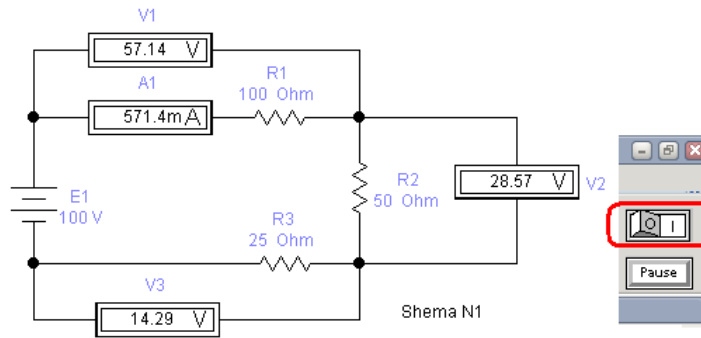 V1
57.14 V
A1
571.4m A
R1
100 Ohm
R2
50 Ohm
28.57 V
V2
E1
100 V
R3
25 Ohm
V3
14.29 V
Shema N1
Pause